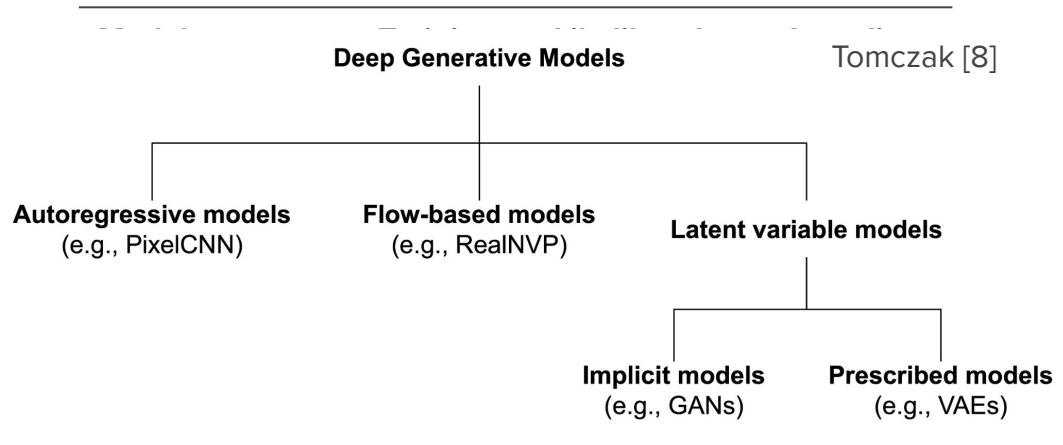 Deep Generative Models
Tomczak [8]
Autoregressive models
(e.g., PixelCNN)
Flow-based models
(e.g., RealNVP)
Latent variable models
Implicit models
(e.g., GANs)
Prescribed models
(e.g., VAEs)